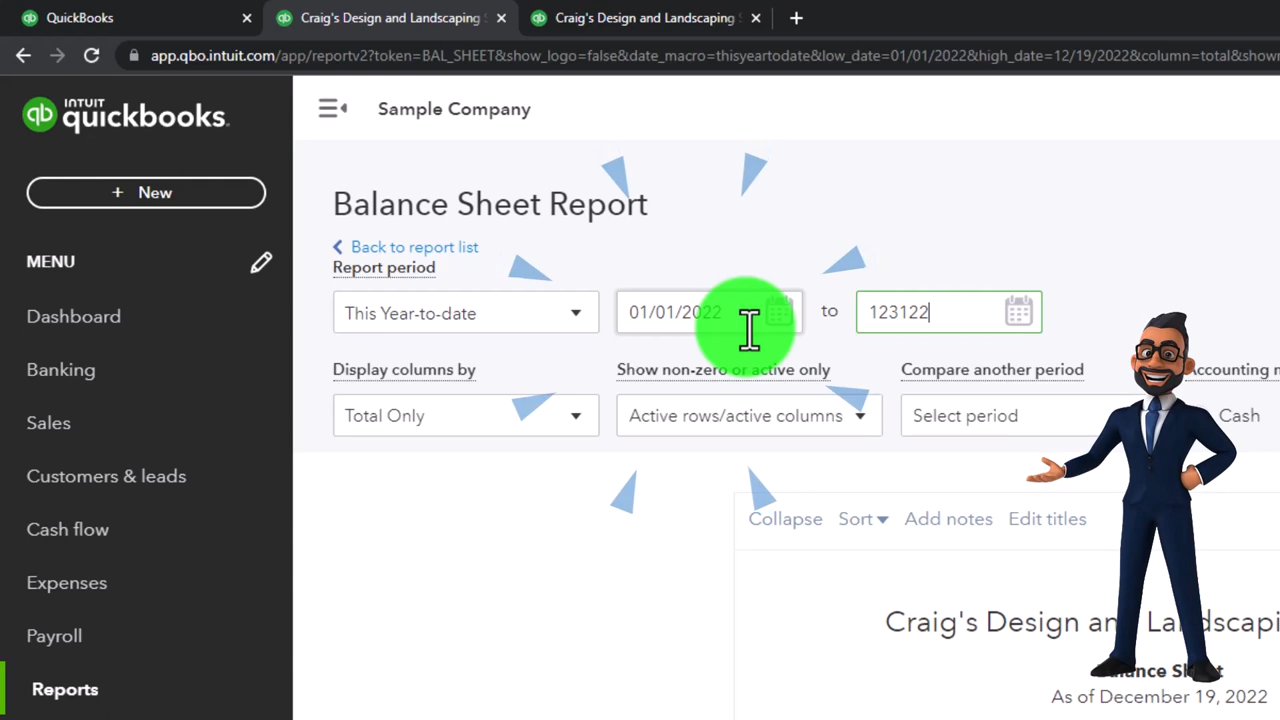 QuickBooks
Craig's Design and Landscaping S
Craig's Design and Landscaping S
app.qbo.intuit.com/app/reportv2?token=BAL_SHEET&show_logo=false&date_macro=thisyeartodate&low_date=01/01/2022&high_date=12/19/2022&column=total&show
INTUIT
quickbooks.
Sample Company
+ New
Balance Sheet Report
Back to report list
MENU
Report period
This Year-to-date
01/01/2022
to
123122
Dashboard
Banking
Sales
Customers & leads
Cash flow
Expenses
Payroll
Reports
Display columns by
Show non-zero or active only
Compare another period
Accounting m
Total Only
Active rows/active columns
Select period
Cash
Collapse
Sort
Add notes
Edit titles
Craig's Design and Landscapi
Balance Sheet
As of December 19, 2022